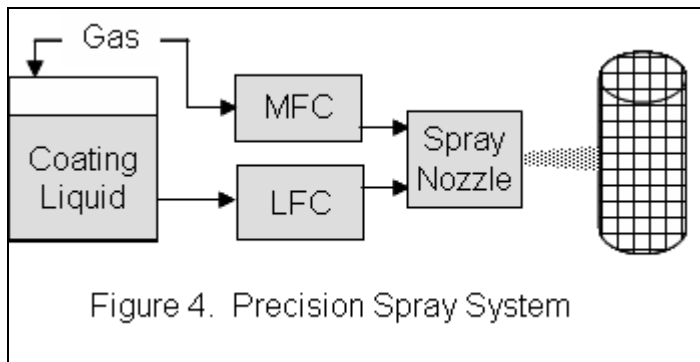 Gas
MFC
Coating
Liquid
LFC
Spray
Nozzle
Figure 4. Precision Spray System